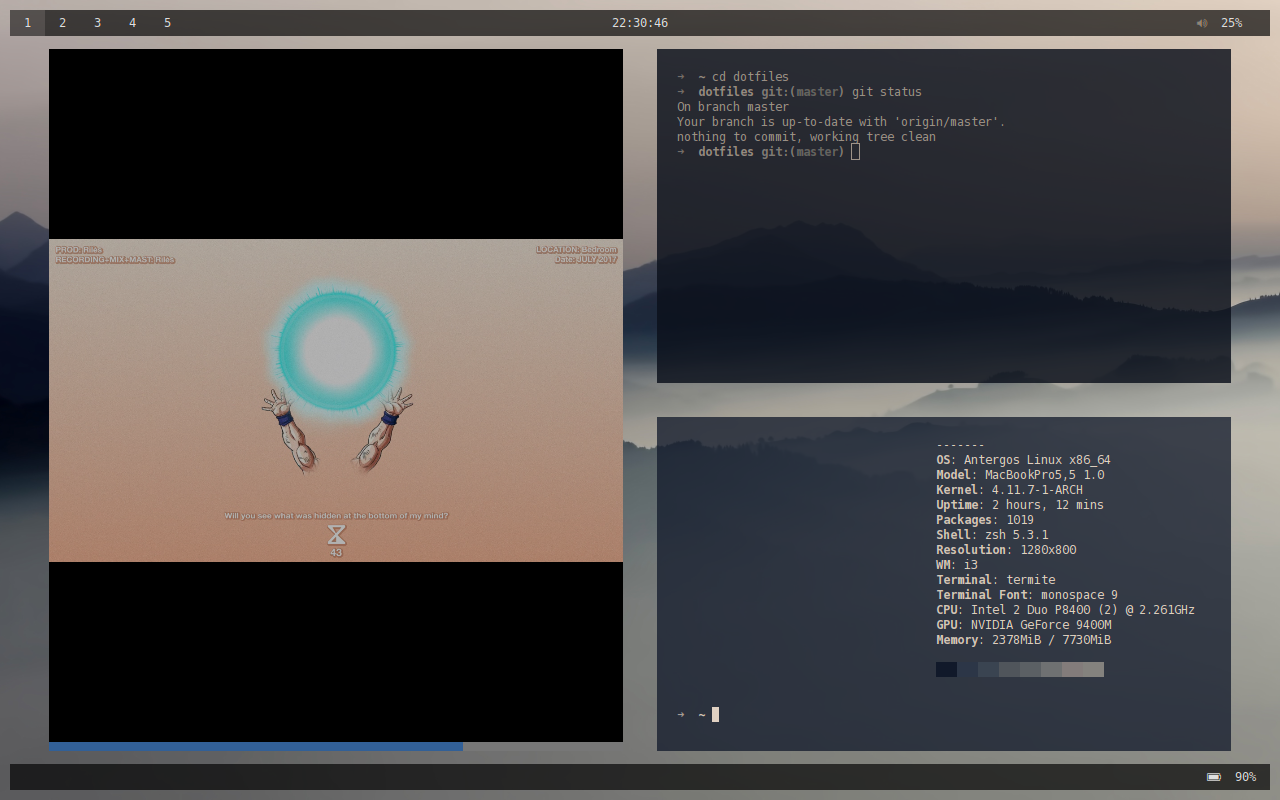 1 2 3 4 5
22:30:46
25%
PROD: Rilès
RECORDING+MIX+MAST: Rilès
LOCATION: Bedroom
Date: JULY 2017
Will you see what was hidden at the bottom of my mind?
43
➜ ~ cd dotfiles
➜ dotfiles git:(master) git status
On branch master
Your branch is up-to-date with 'origin/master'.
nothing to commit, working tree clean
➜ dotfiles git:(master)
-------
OS: Antergos Linux x86_64
Model: MacBookPro5,5 1.0
Kernel: 4.11.7-1-ARCH
Uptime: 2 hours, 12 mins
Packages: 1019
Shell: zsh 5.3.1
Resolution: 1280x800
WM: i3
Terminal: termite
Terminal Font: monospace 9
CPU: Intel 2 Duo P8400 (2) @ 2.261GHz
GPU: NVIDIA GeForce 9400M
Memory: 2378MiB / 7730MiB
➜ ~
90%